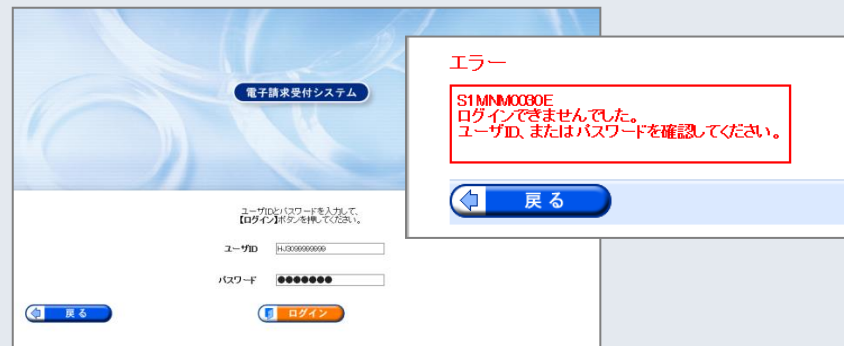 電子請求受付システム
ユーザIDとパスワードを入力して、
【ログイン】ボタンを押してください。
ユーザID HJ3099999999
パスワード ●●●●●●●
戻る
ログイン
エラー
S1MNM0030E
ログインできませんでした。
ユーザID、またはパスワードを確認してください。
戻る